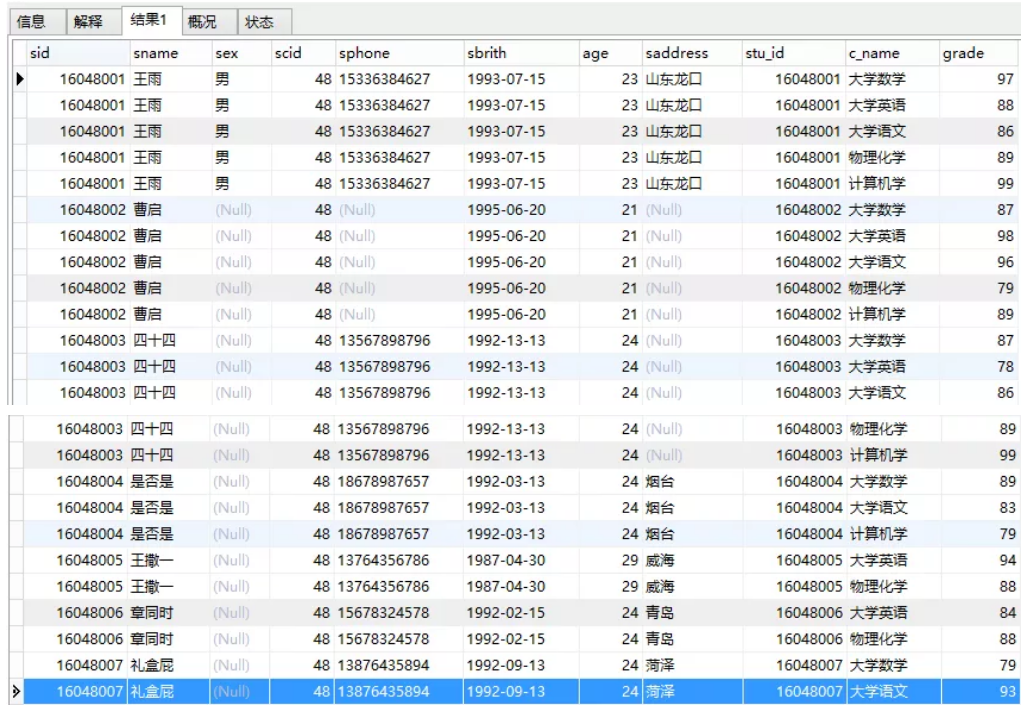 信息 解释 结果1 概况 状态
sid sname sex scid sphone sbrith age saddress stu_id c_name grade
16048001 王雨 男 48 15336384627 1993-07-15 23 山东龙口 16048001 大学数学 97
16048001 王雨 男 48 15336384627 1993-07-15 23 山东龙口 16048001 大学英语 88
16048001 王雨 男 48 15336384627 1993-07-15 23 山东龙口 16048001 大学语文 86
16048001 王雨 男 48 15336384627 1993-07-15 23 山东龙口 16048001 物理化学 89
16048001 王雨 男 48 15336384627 1993-07-15 23 山东龙口 16048001 计算机学 99
16048002 曹启 (Null) 48 (Null) 1995-06-20 21 (Null) 16048002 大学数学 87
16048002 曹启 (Null) 48 (Null) 1995-06-20 21 (Null) 16048002 大学英语 98
16048002 曹启 (Null) 48 (Null) 1995-06-20 21 (Null) 16048002 大学语文 96
16048002 曹启 (Null) 48 (Null) 1995-06-20 21 (Null) 16048002 物理化学 79
16048002 曹启 (Null) 48 (Null) 1995-06-20 21 (Null) 16048002 计算机学 89
16048003 四十四 (Null) 48 13567898796 1992-13-13 24 (Null) 16048003 大学数学 87
16048003 四十四 (Null) 48 13567898796 1992-13-13 24 (Null) 16048003 大学英语 78
16048003 四十四 (Null) 48 13567898796 1992-13-13 24 (Null) 16048003 大学语文 86
16048003 四十四 (Null) 48 13567898796 1992-13-13 24 (Null) 16048003 物理化学 89
16048003 四十四 (Null) 48 13567898796 1992-13-13 24 (Null) 16048003 计算机学 99
16048004 是否是 (Null) 48 18678987657 1992-03-13 24 烟台 16048004 大学数学 89
16048004 是否是 (Null) 48 18678987657 1992-03-13 24 烟台 16048004 大学语文 83
16048004 是否是 (Null) 48 18678987657 1992-03-13 24 烟台 16048004 计算机学 79
16048005 王撒一 (Null) 48 13764356786 1987-04-30 29 威海 16048005 大学英语 94
16048005 王撒一 (Null) 48 13764356786 1987-04-30 29 威海 16048005 物理化学 88
16048006 章同时 (Null) 48 15678324578 1992-02-15 24 青岛 16048006 大学英语 84
16048006 章同时 (Null) 48 15678324578 1992-02-15 24 青岛 16048006 物理化学 88
16048007 礼盒屁 (Null) 48 13876435894 1992-09-13 24 菏泽 16048007 大学数学 79
16048007 礼盒屁 (Null) 48 13876435894 1992-09-13 24 菏泽 16048007 大学语文 93